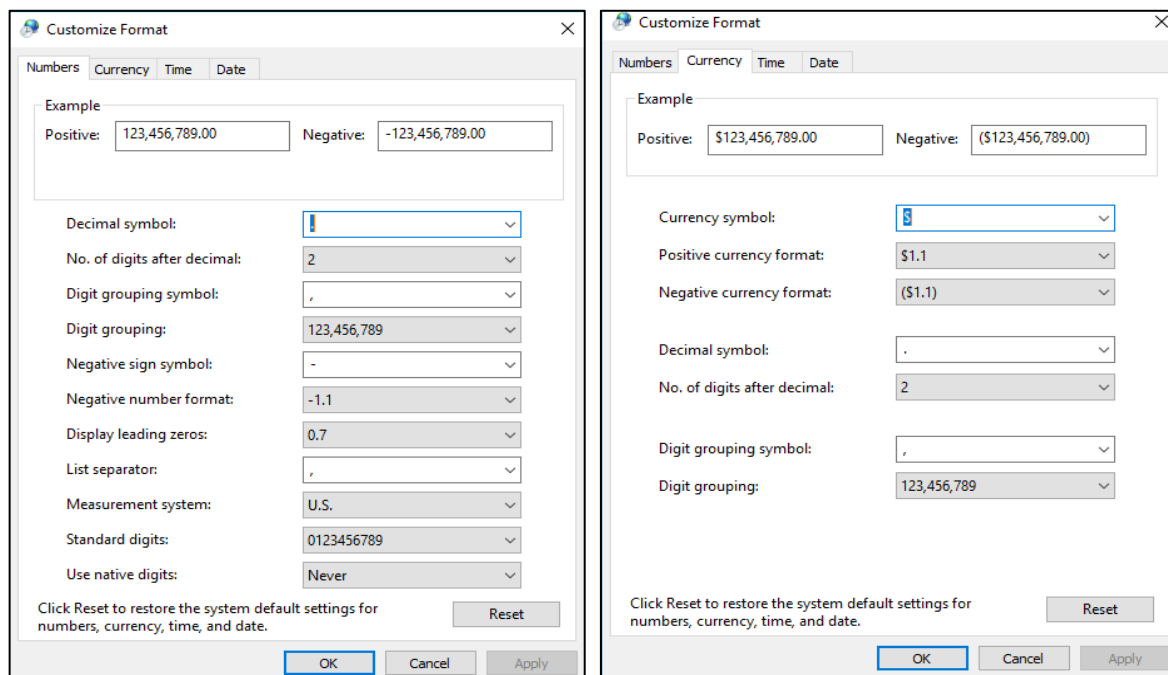 Customize Format
Numbers Currency Time Date
Example
Positive: 123,456,789.00 Negative: -123,456,789.00
Decimal symbol: .
No. of digits after decimal: 2
Digit grouping symbol: ,
Digit grouping: 123,456,789
Negative sign symbol: -
Negative number format: -1.1
Display leading zeros: 0.7
List separator: ,
Measurement system: U.S.
Standard digits: 0123456789
Use native digits: Never
Click Reset to restore the system default settings for
numbers, currency, time, and date.
Reset
OK Cancel Apply
Customize Format
Numbers Currency Time Date
Example
Positive: $123,456,789.00 Negative: ($123,456,789.00)
Currency symbol: $
Positive currency format: $1.1
Negative currency format: ($1.1)
Decimal symbol: .
No. of digits after decimal: 2
Digit grouping symbol: ,
Digit grouping: 123,456,789
Click Reset to restore the system default settings for
numbers, currency, time, and date.
Reset
OK Cancel Apply